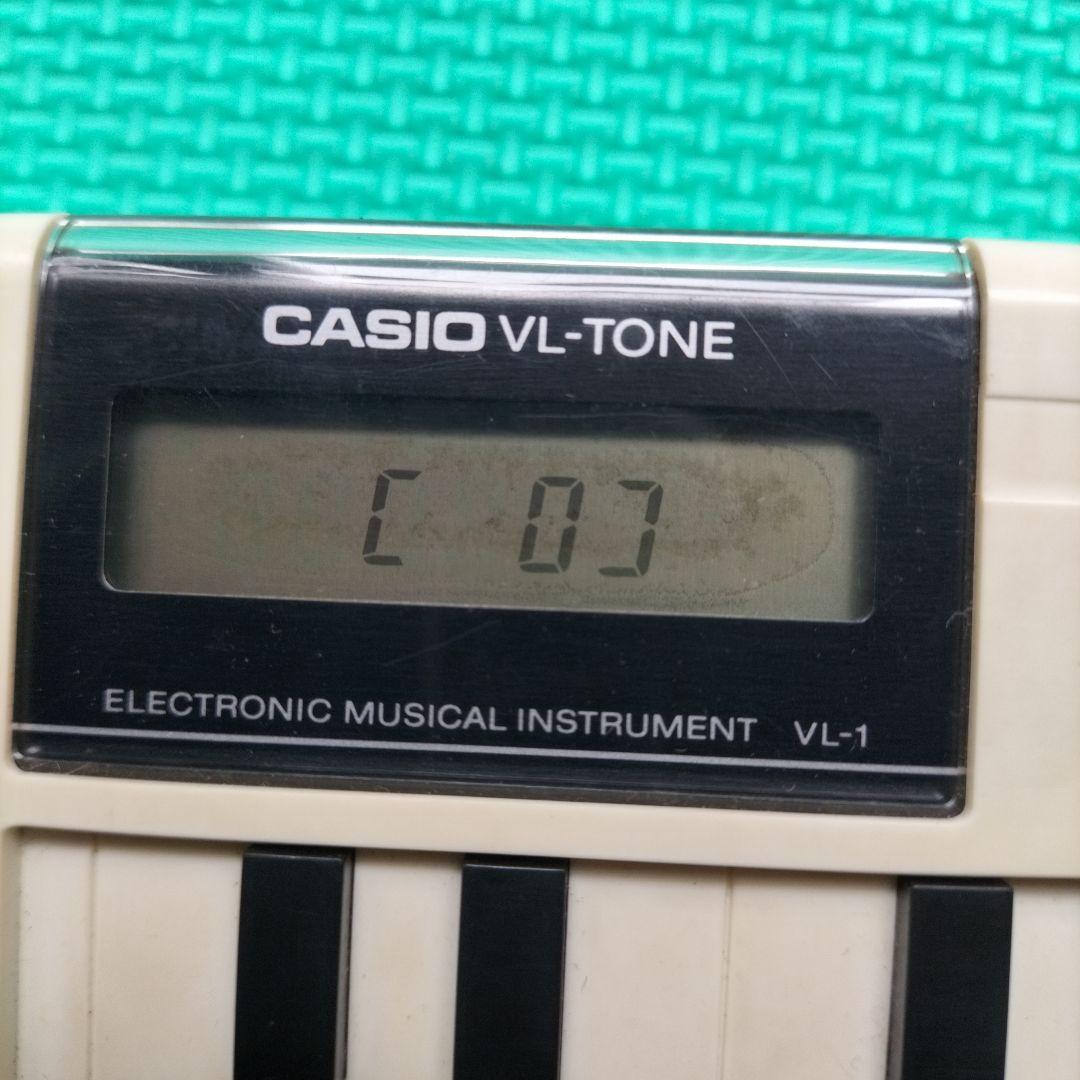 CASIO VL-TONE
[ 0]
ELECTRONIC MUSICAL INSTRUMENT VL-1